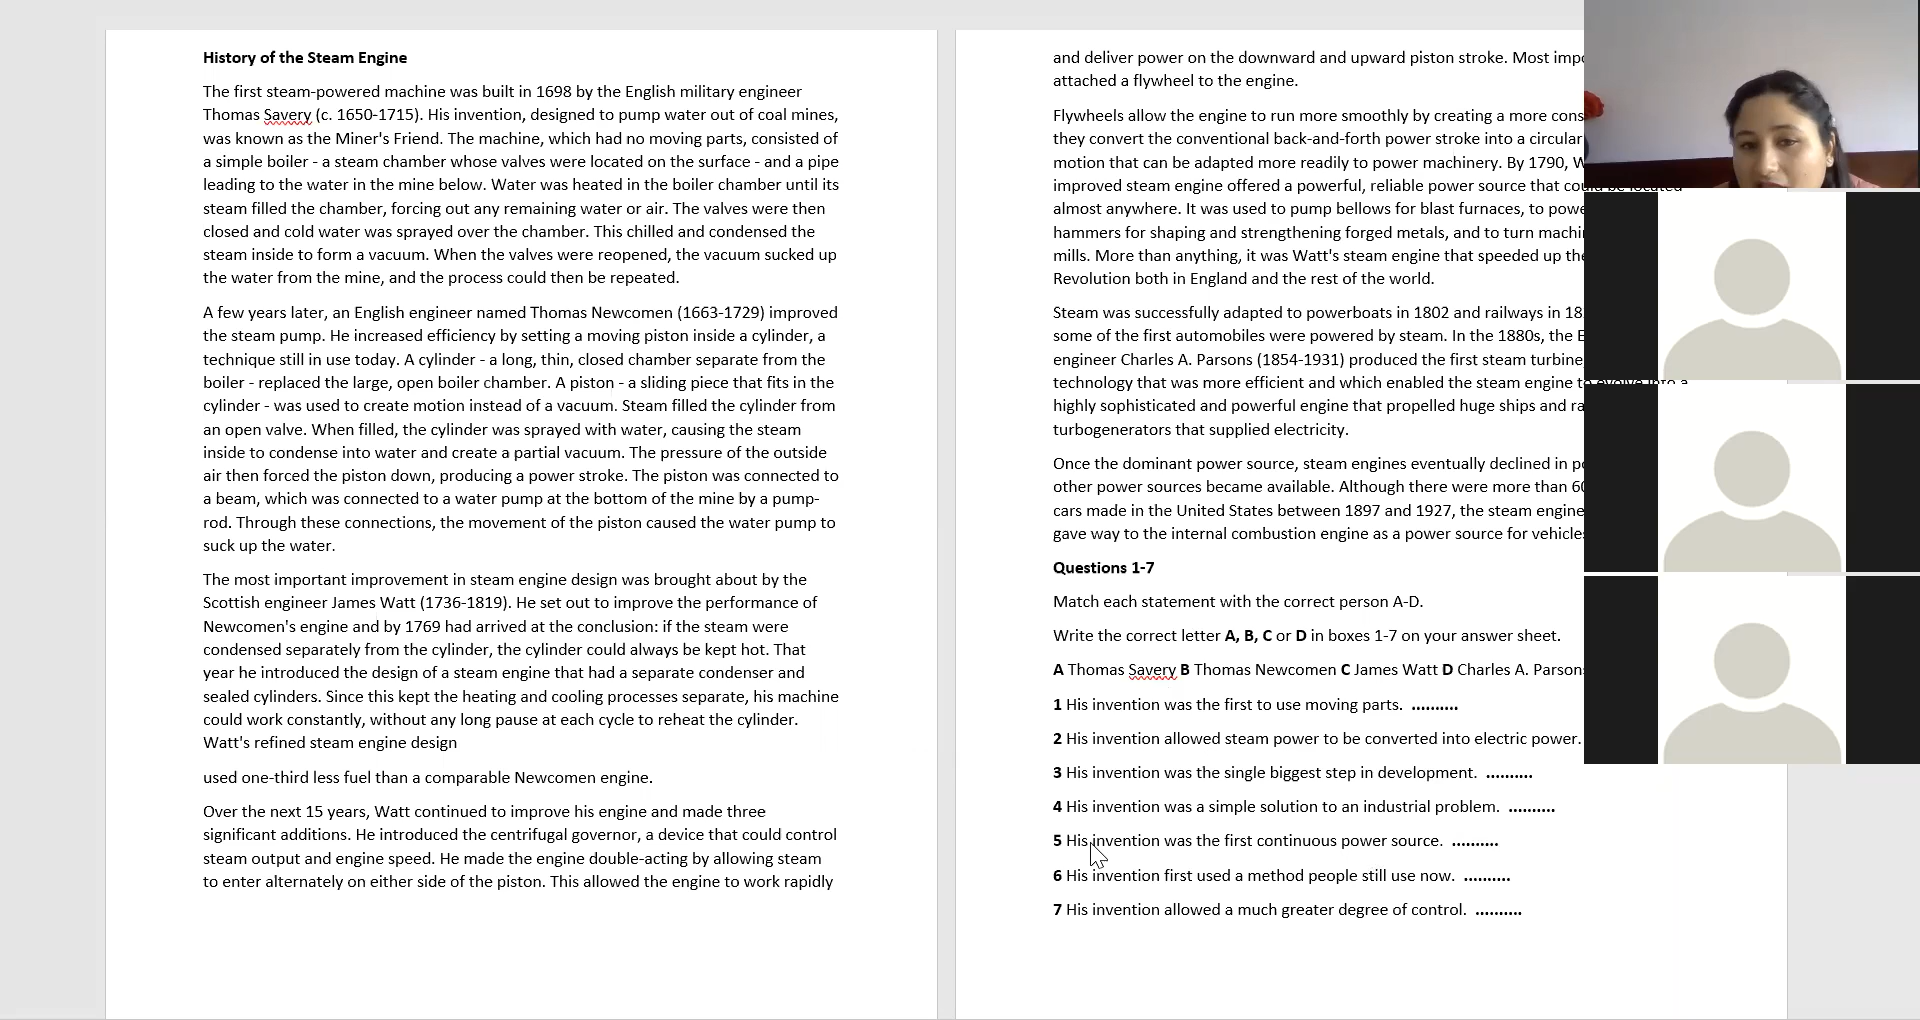 History of the Steam Engine
The first steam-powered machine was built in 1698 by the English military engineer
Thomas Savery (c. 1650-1715). His invention, designed to pump water out of coal mines,
was known as the Miner's Friend. The machine, which had no moving parts, consisted of
a simple boiler - a steam chamber whose valves were located on the surface - and a pipe
leading to the water in the mine below. Water was heated in the boiler chamber until its
steam filled the chamber, forcing out any remaining water or air. The valves were then
closed and cold water was sprayed over the chamber. This chilled and condensed the
steam inside to form a vacuum. When the valves were reopened, the vacuum sucked up
the water from the mine, and the process could then be repeated.
A few years later, an English engineer named Thomas Newcomen (1663-1729) improved
the steam pump. He increased efficiency by setting a moving piston inside a cylinder, a
technique still in use today. A cylinder - a long, thin, closed chamber separate from the
boiler - replaced the large, open boiler chamber. A piston - a sliding piece that fits in the
cylinder - was used to create motion instead of a vacuum. Steam filled the cylinder from
an open valve. When filled, the cylinder was sprayed with water, causing the steam
inside to condense into water and create a partial vacuum. The pressure of the outside
air then forced the piston down, producing a power stroke. The piston was connected to
a beam, which was connected to a water pump at the bottom of the mine by a pump-
rod. Through these connections, the movement of the piston caused the water pump to
suck up the water.
The most important improvement in steam engine design was brought about by the
Scottish engineer James Watt (1736-1819). He set out to improve the performance of
Newcomen's engine and by 1769 had arrived at the conclusion: if the steam were
condensed separately from the cylinder, the cylinder could always be kept hot. That
year he introduced the design of a steam engine that had a separate condenser and
sealed cylinders. Since this kept the heating and cooling processes separate, his machine
could work constantly, without any long pause at each cycle to reheat the cylinder.
Watt's refined steam engine design
used one-third less fuel than a comparable Newcomen engine.
Over the next 15 years, Watt continued to improve his engine and made three
significant additions. He introduced the centrifugal governor, a device that could control
steam output and engine speed. He made the engine double-acting by allowing steam
to enter alternately on either side of the piston. This allowed the engine to work rapidly
and deliver power on the downward and upward piston stroke. Most
attached a flywheel to the engine.
Flywheels allow the engine to run more smoothly by creating a more
they convert the conventional back-and-forth power stroke into a circular
motion that can be adapted more readily to power machinery. By 1790,
improved steam engine offered a powerful, reliable power source that could be located
almost anywhere. It was used to pump bellows for blast furnaces, to
hammers for shaping and strengthening forged metals, and to turn
mills. More than anything, it was Watt's steam engine that speeded up
Revolution both in England and the rest of the world.
Steam was successfully adapted to powerboats in 1802 and railways in
some of the first automobiles were powered by steam. In the 1880s, the
engineer Charles A. Parsons (1854-1931) produced the first steam turbine
technology that was more efficient and which enabled the steam engine to evolve into a
highly sophisticated and powerful engine that propelled huge ships and
turbogenerators that supplied electricity.
Once the dominant power source, steam engines eventually declined in
other power sources became available. Although there were more than
cars made in the United States between 1897 and 1927, the steam engine
gave way to the internal combustion engine as a power source for
Questions 1-7
Match each statement with the correct person A-D.
Write the correct letter A, B, C or D in boxes 1-7 on your answer sheet.
A Thomas Savery B Thomas Newcomen C James Watt D Charles A. Parson
1 His invention was the first to use moving parts. ..........
2 His invention allowed steam power to be converted into electric power.
3 His invention was the single biggest step in development. ..........
4 His invention was a simple solution to an industrial problem. ..........
5 His invention was the first continuous power source. ..........
6 His invention first used a method people still use now. ..........
7 His invention allowed a much greater degree of control. ..........